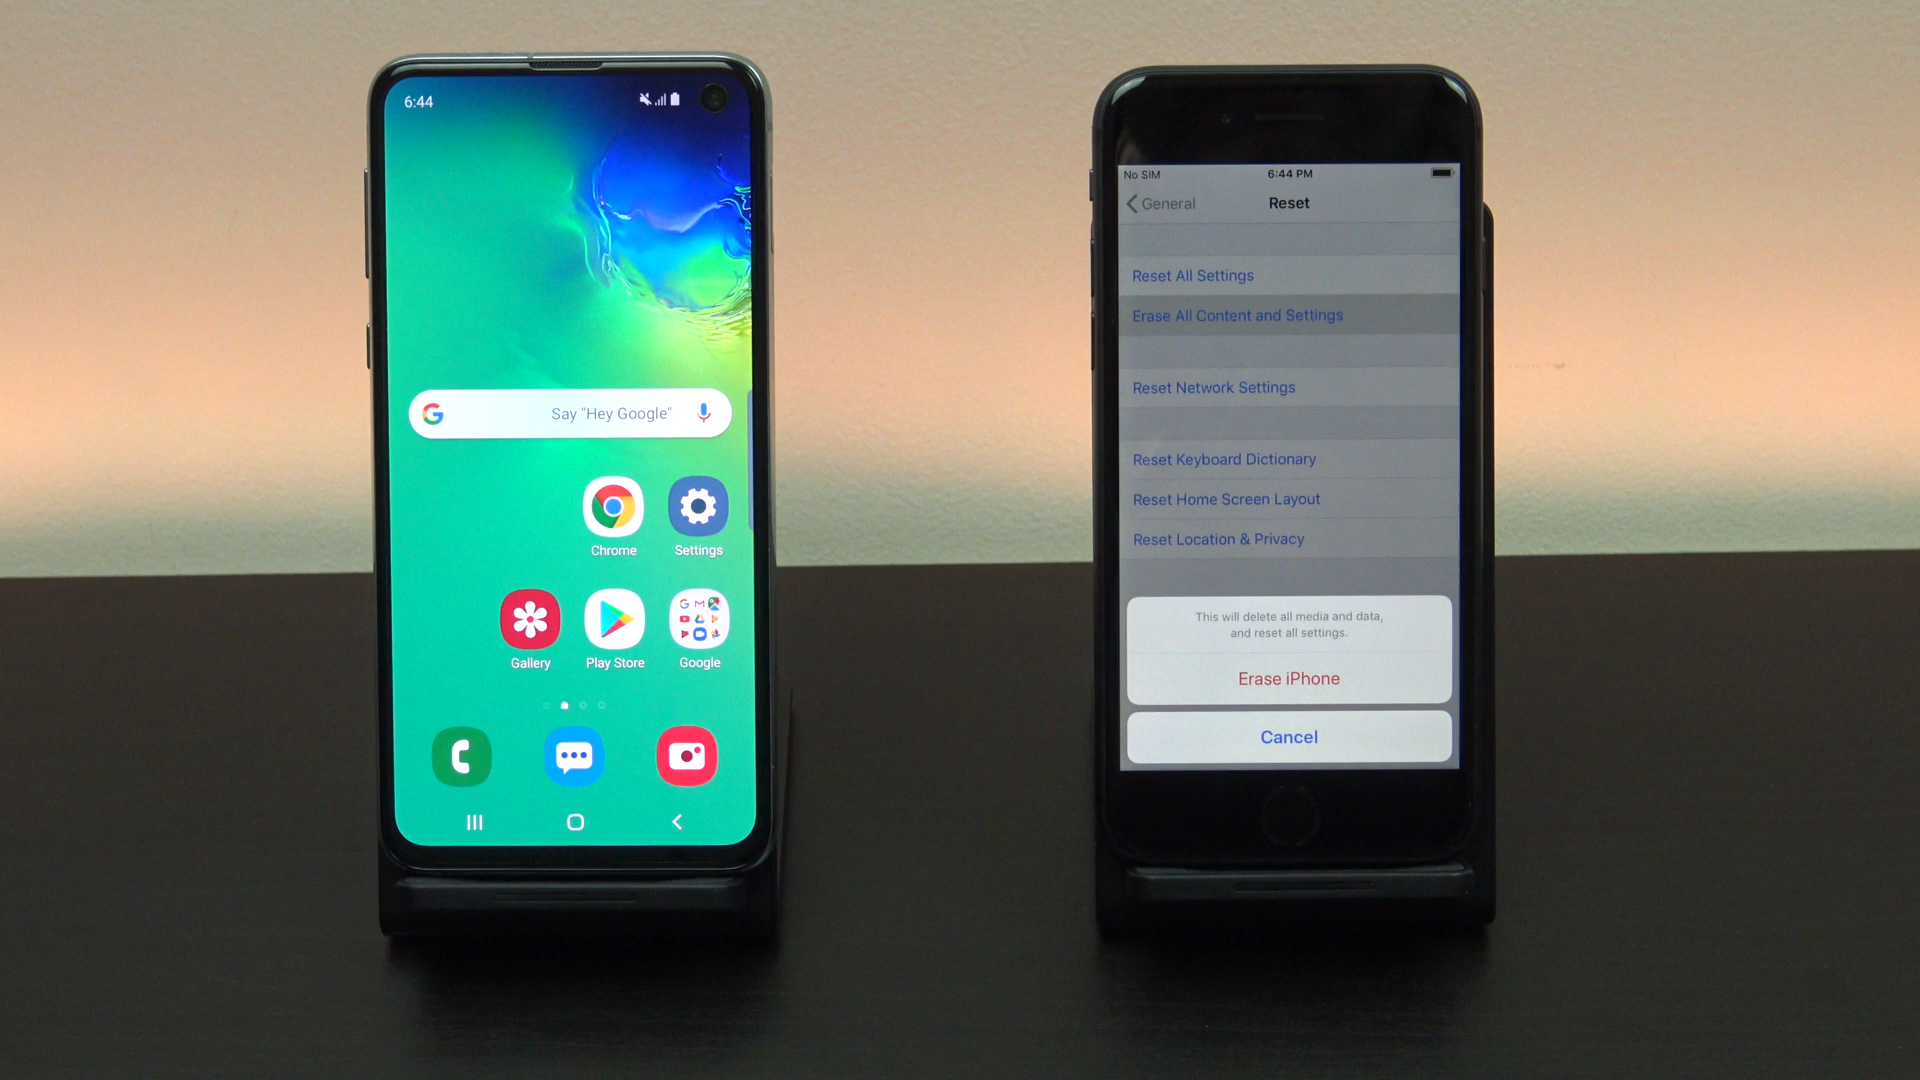 6:44
Say "Hey Google"
Chrome
Settings
Gallery
Play Store
Google
No SIM
6:44 PM
General
Reset
Reset All Settings
Erase All Content and Settings
Reset Network Settings
Reset Keyboard Dictionary
Reset Home Screen Layout
Reset Location & Privacy
This will delete all media and data,
and reset all settings.
Erase iPhone
Cancel